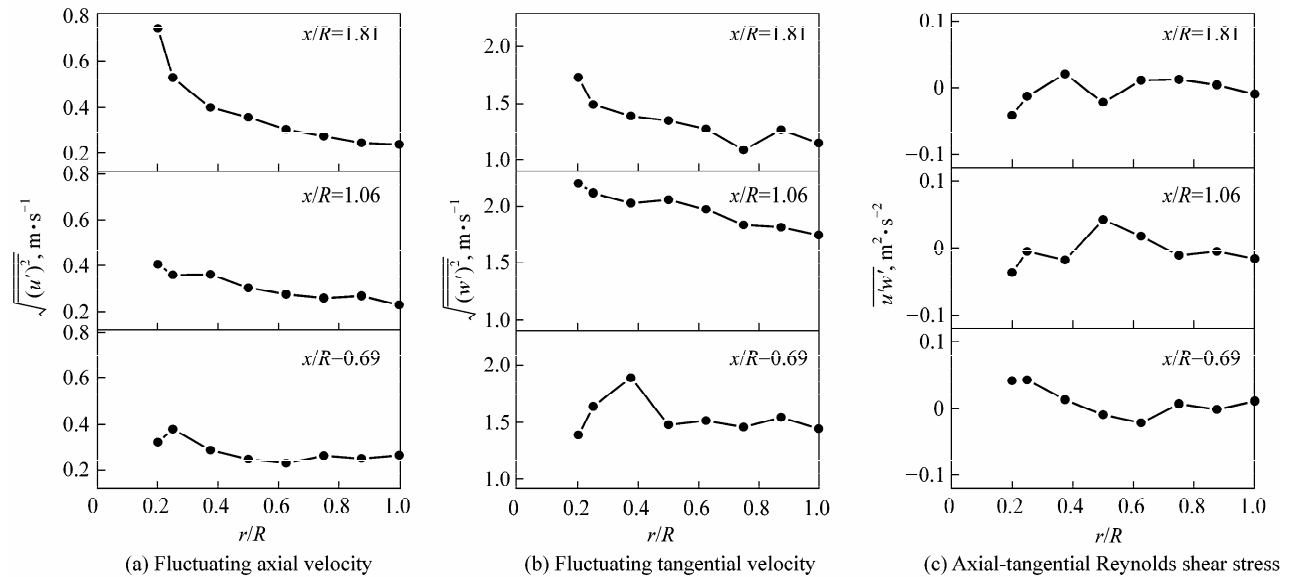 0.8
0.6
0.4
0.2
x/R=1.81
0.8
0.6
0.4
0.2
x/R=1.06
0.8
0.6
0.4
0.2
x/R−0.69
√(u′)², m•s⁻¹
0 0.2 0.4 0.6 0.8 1.0
r/R
(a) Fluctuating axial velocity
2.0
1.5
1.0
x/R=1.81
2.0
1.5
1.0
x/R=1.06
2.0
1.5
1.0
x/R−0.69
√(w′)², m•s⁻¹
0 0.2 0.4 0.6 0.8 1.0
r/R
(b) Fluctuating tangential velocity
0.1
0
−0.1
x/R=1.81
0.1
0
−0.1
x/R=1.06
0.1
0
−0.1
x/R−0.69
u′w′, m²•s⁻²
0 0.2 0.4 0.6 0.8 1.0
r/R
(c) Axial-tangential Reynolds shear stress